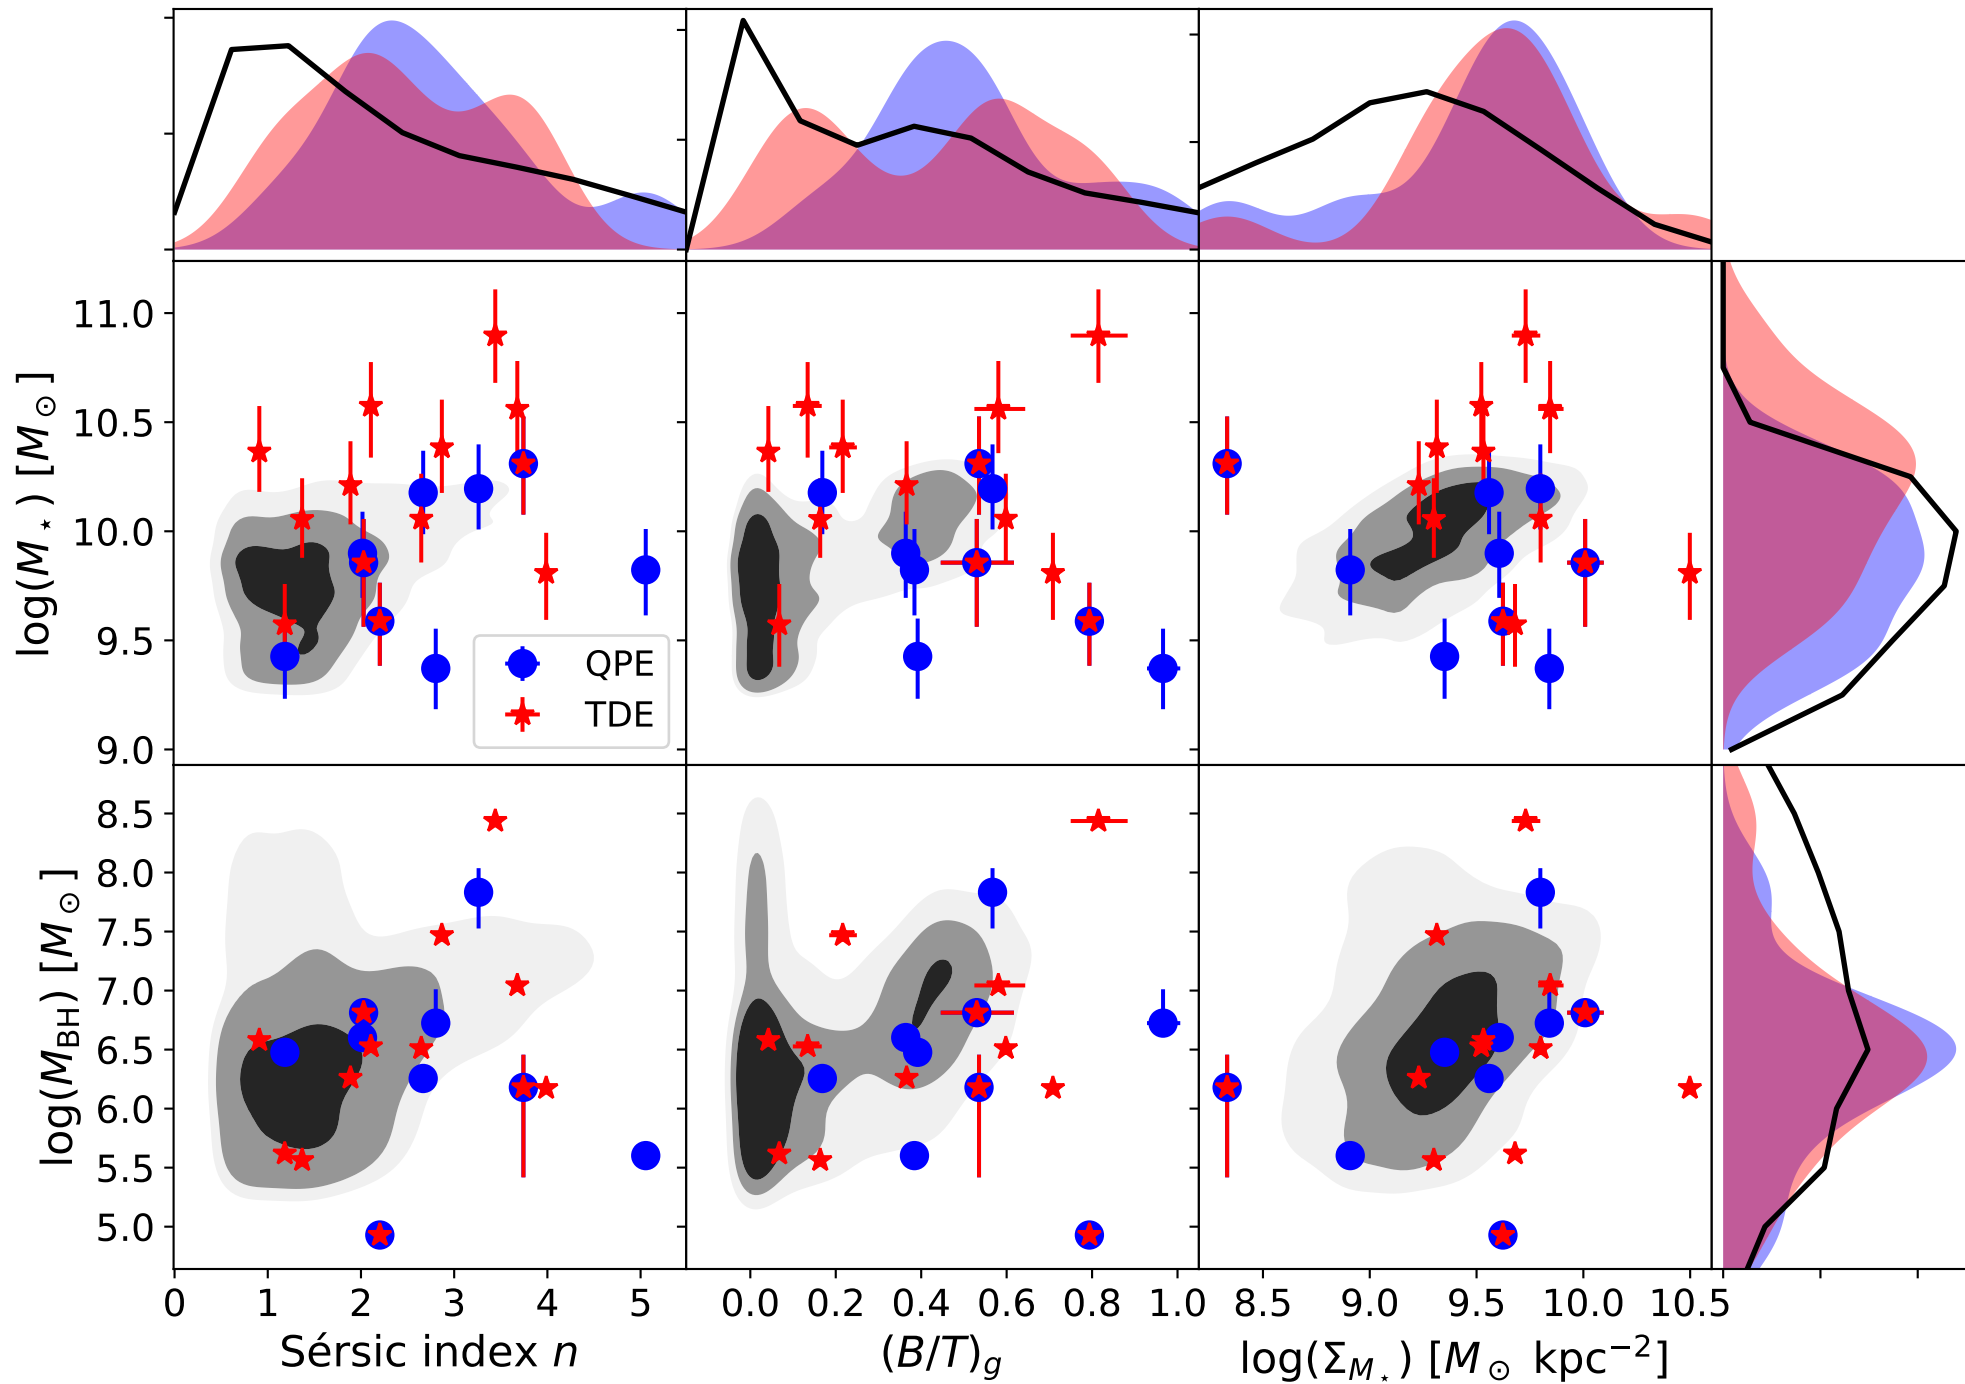 log(M⋆) [M⊙]
11.0
10.5
10.0
9.5
9.0
QPE
TDE
log(M_BH) [M⊙]
8.5
8.0
7.5
7.0
6.5
6.0
5.5
5.0
0 1 2 3 4 5 0.0 0.2 0.4 0.6 0.8 1.0 8.5 9.0 9.5 10.0 10.5
Sérsic index n (B/T)_g log(Σ_M⋆) [M⊙ kpc⁻²]